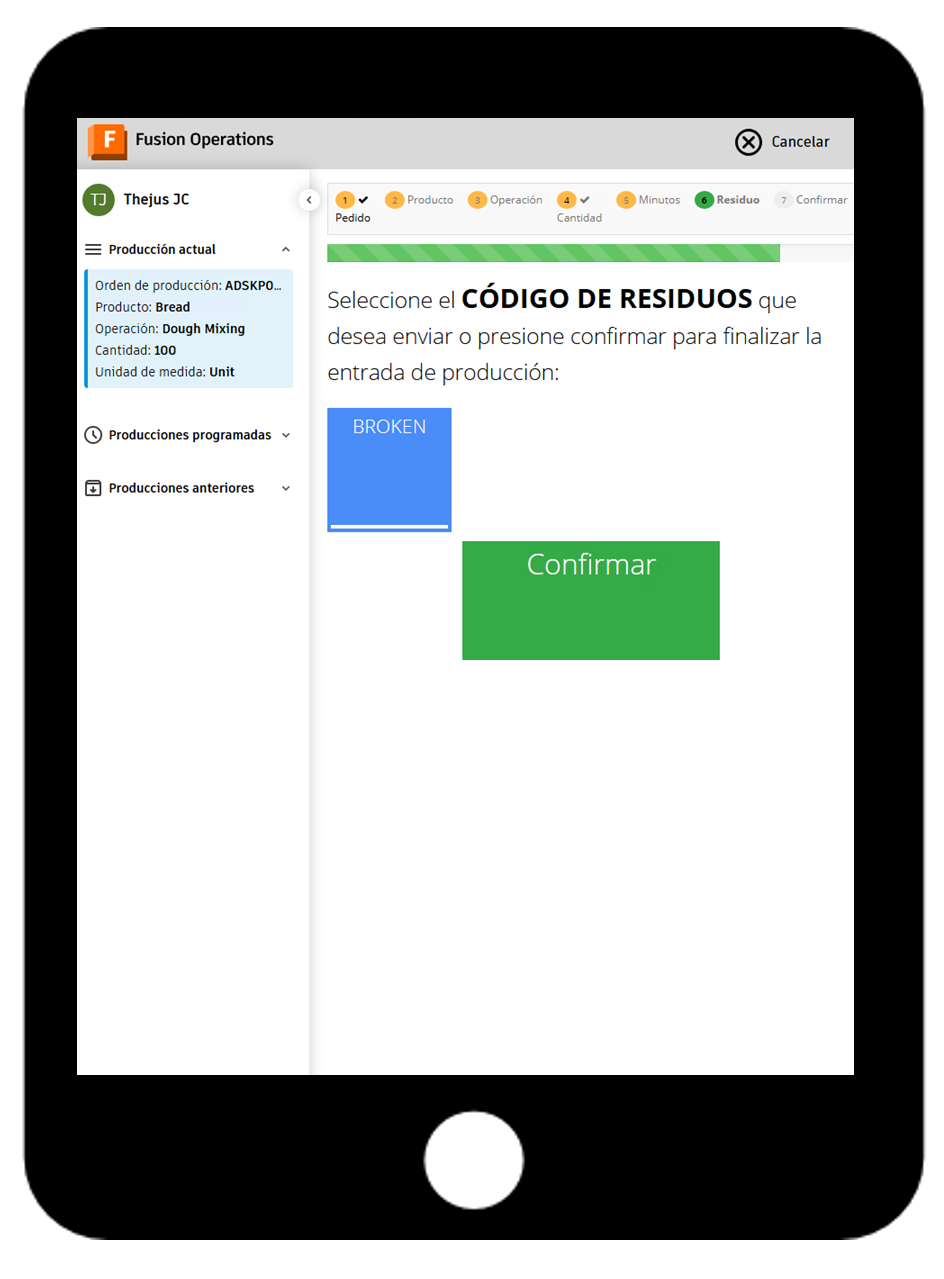 F Fusion Operations
Cancelar
TJ Thejus JC
Producción actual
Orden de producción: ADSKP0...
Producto: Bread
Operación: Dough Mixing
Cantidad: 100
Unidad de medida: Unit
Producciones programadas
Producciones anteriores
1 Pedido
2 Producto
3 Operación
4 Cantidad
5 Minutos
6 Residuo
7 Confirmar
Seleccione el CÓDIGO DE RESIDUOS que
desea enviar o presione confirmar para finalizar la
entrada de producción:
BROKEN
Confirmar